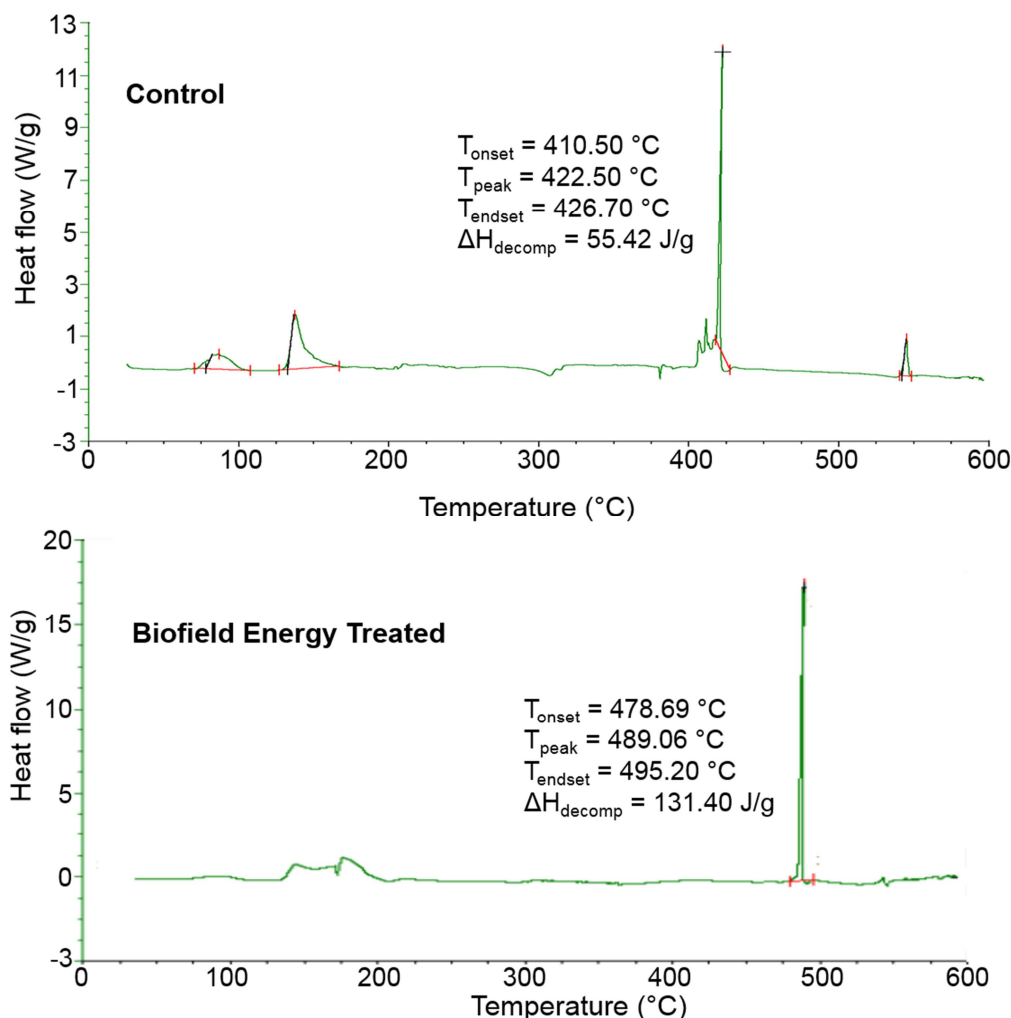 13
11
9
7
5
3
1
-1
-3
Heat flow (W/g)
Control
Tonset = 410.50 °C
Tpeak = 422.50 °C
Tendset = 426.70 °C
ΔHdecomp = 55.42 J/g
0 100 200 300 400 500 600
Temperature (°C)
20
15
10
5
0
-3
Heat flow (W/g)
Biofield Energy Treated
Tonset = 478.69 °C
Tpeak = 489.06 °C
Tendset = 495.20 °C
ΔHdecomp = 131.40 J/g
0 100 200 300 400 500 600
Temperature (°C)